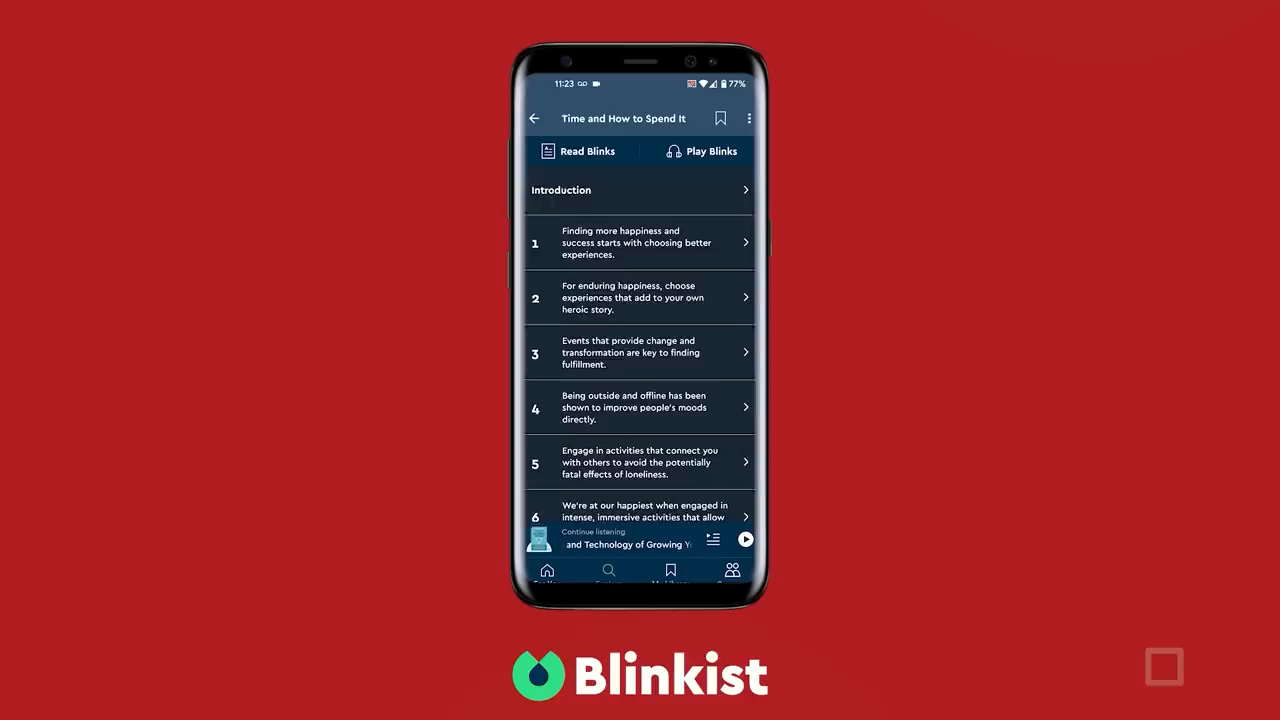 11:23
77%
Time and How to Spend It
Read Blinks
Play Blinks
Introduction
1
Finding more happiness and
success starts with choosing better
experiences.
2
For enduring happiness, choose
experiences that add to your own
heroic story.
3
Events that provide change and
transformation are key to finding
fulfillment.
4
Being outside and offline has been
shown to improve people's moods
directly.
5
Engage in activities that connect you
with others to avoid the potentially
fatal effects of loneliness.
6
We're at our happiest when engaged in
intense, immersive activities that allow
Continue listening
and Technology of Growing
Blinkist